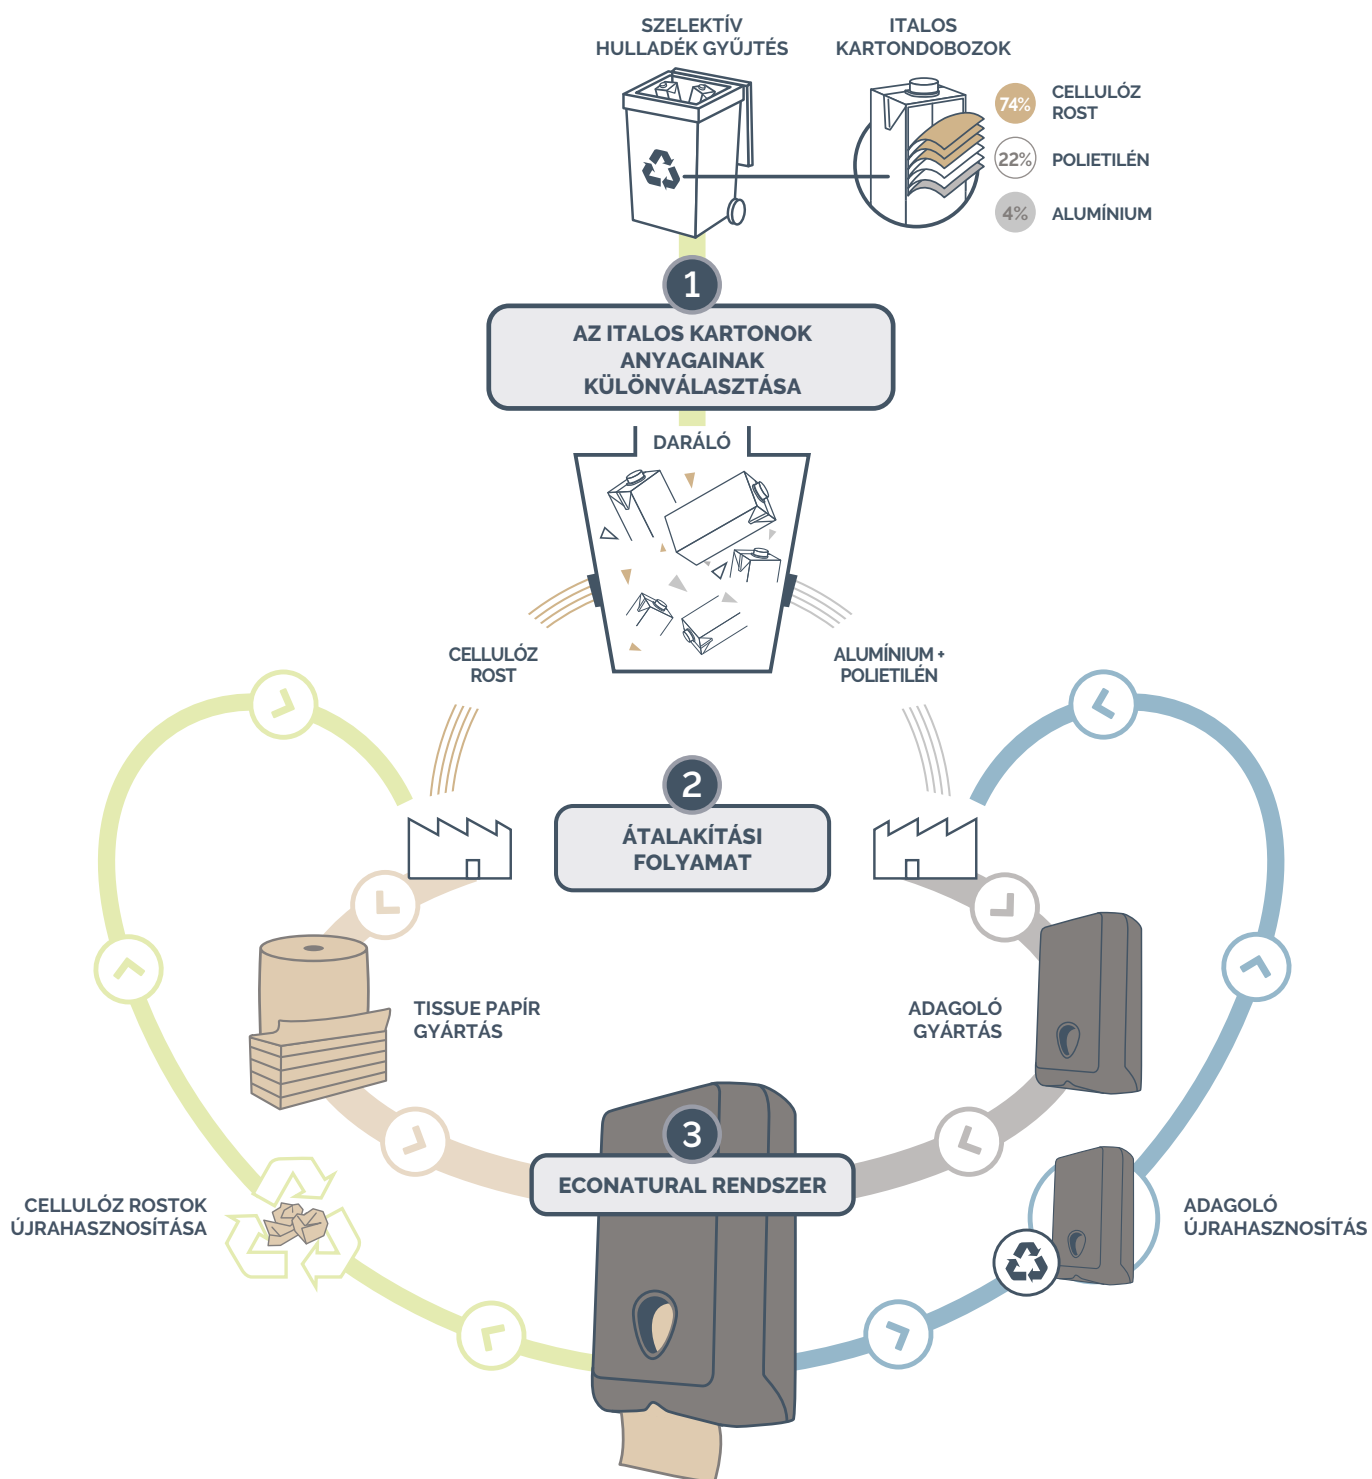 SZELEKTÍV
HULLADÉK GYŰJTÉS
ITALOS
KARTONDOBOZOK
74%
CELLULÓZ
ROST
22%
POLIETILÉN
4%
ALUMÍNIUM
1
AZ ITALOS KARTONOK
ANYAGAINAK
KÜLÖNVÁLASZTÁSA
DARÁLÓ
CELLULÓZ
ROST
ALUMÍNIUM +
POLIETILÉN
2
ÁTALAKÍTÁSI
FOLYAMAT
TISSUE PAPÍR
GYÁRTÁS
ADAGOLÓ
GYÁRTÁS
3
ECONATURAL RENDSZER
CELLULÓZ ROSTOK
ÚJRAHASZNOSÍTÁSA
ADAGOLÓ
ÚJRAHASZNOSÍTÁS